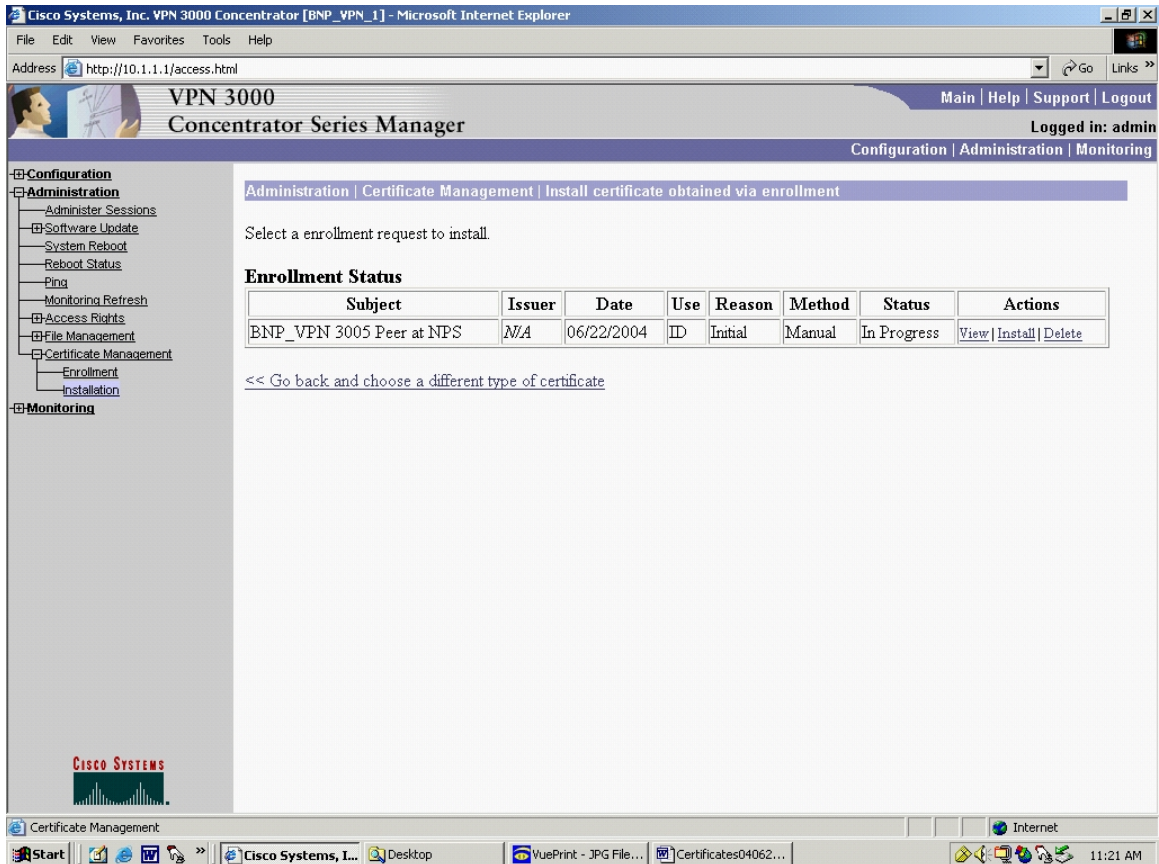 Cisco Systems, Inc. VPN 3000 Concentrator [BNP_VPN_1] - Microsoft Internet Explorer
File Edit View Favorites Tools Help
Address http://10.1.1.1/access.html Go Links »
VPN 3000
Concentrator Series Manager
Main | Help | Support | Logout
Logged in: admin
Configuration | Administration | Monitoring
Configuration
Administration
Administer Sessions
Software Update
System Reboot
Reboot Status
Ping
Monitoring Refresh
Access Rights
File Management
Certificate Management
Enrollment
Installation
Monitoring
Administration | Certificate Management | Install certificate obtained via enrollment
Select a enrollment request to install.
Enrollment Status
Subject Issuer Date Use Reason Method Status Actions
BNP_VPN 3005 Peer at NPS N/A 06/22/2004 ID Initial Manual In Progress View | Install | Delete
<< Go back and choose a different type of certificate
CISCO SYSTEMS
Certificate Management Internet
Start » Cisco Systems, I... Desktop VuePrint - JPG File... Certificates04062... 11:21 AM